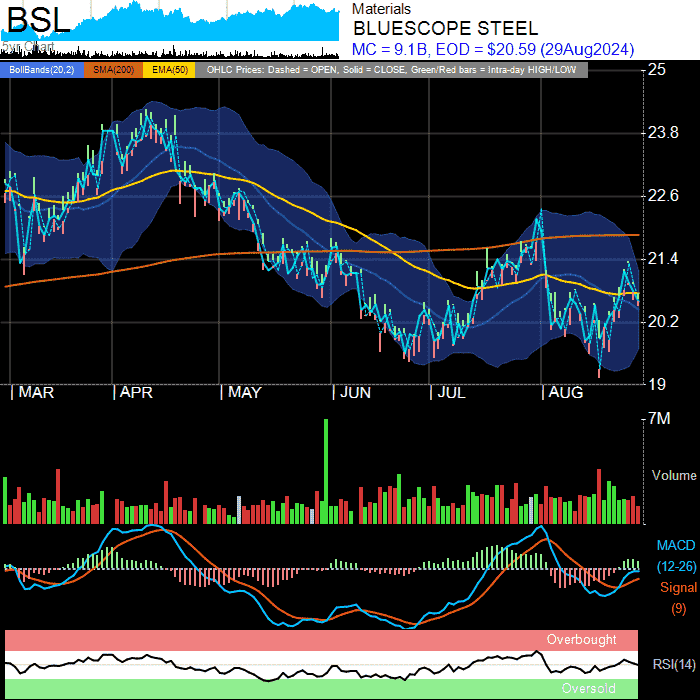 BSL
Materials
BLUESCOPE STEEL
MC = 9.1B, EOD = $20.59 (29Aug2024)
BollBands(20,2) SMA(200) EMA(50) OHLC Prices: Dashed = OPEN, Solid = CLOSE, Green/Red bars = Intra-day HIGH/LOW
25
23.8
22.6
21.4
20.2
19
MAR APR MAY JUN JUL AUG
7M
Volume
MACD
(12-26)
Signal
(9)
Overbought
RSI(14)
Oversold